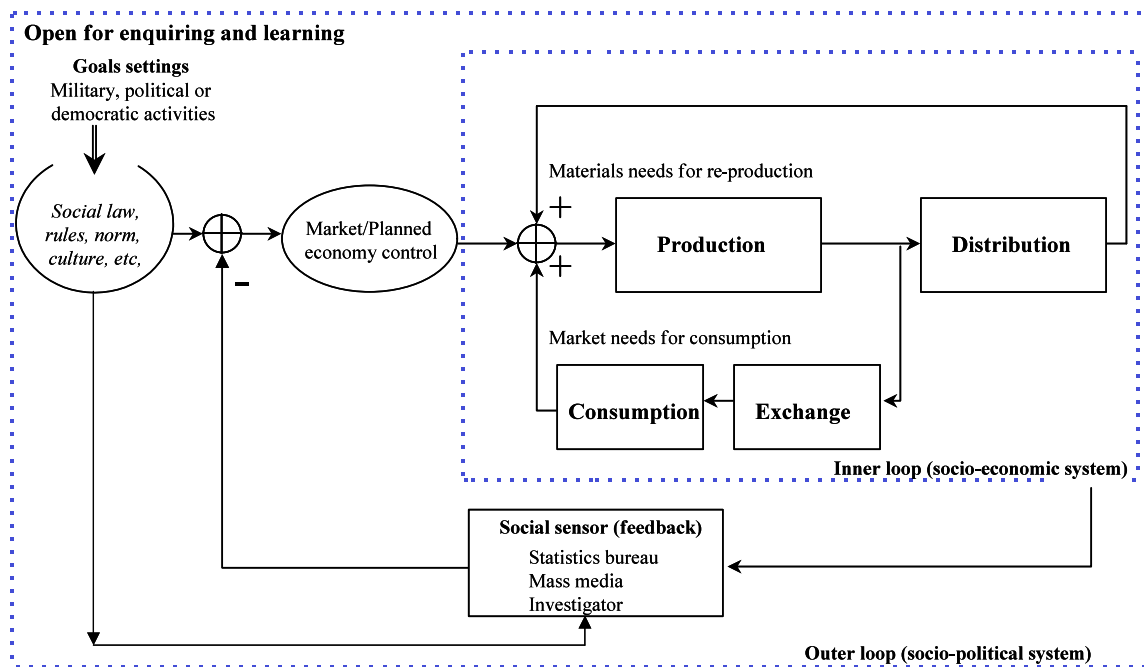 Open for enquiring and learning
Goals settings
Military, political or
democratic activities
Social law,
rules, norm,
culture, etc,
Market/Planned
economy control
Materials needs for re-production
+
+
Production
Distribution
Market needs for consumption
Consumption
Exchange
–
Inner loop (socio-economic system)
Social sensor (feedback)
Statistics bureau
Mass media
Investigator
Outer loop (socio-political system)